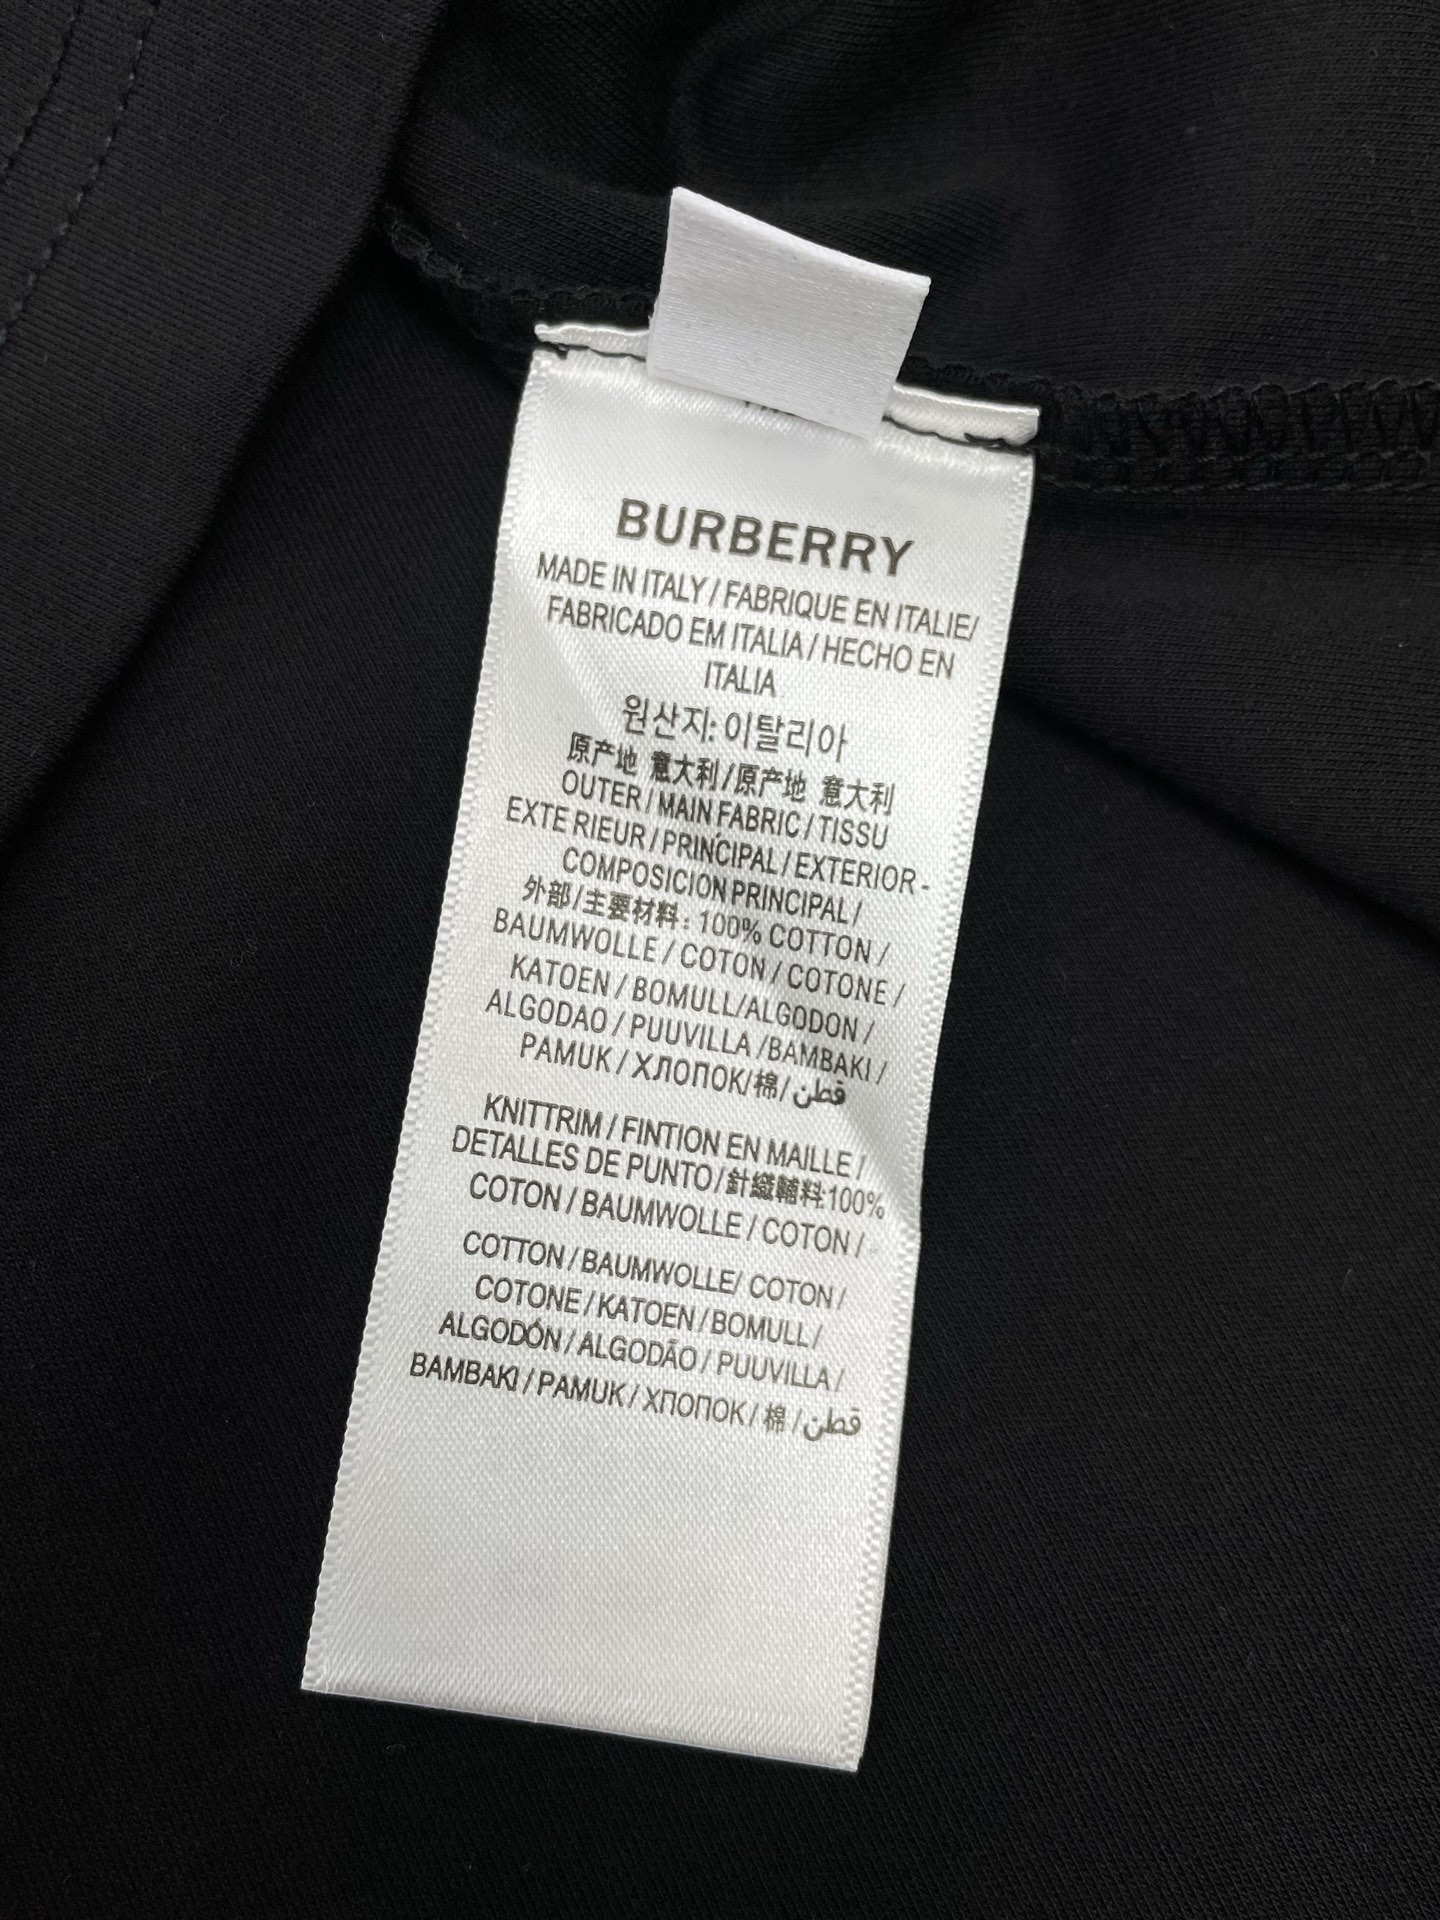 BURBERRY
MADE IN ITALY / FABRIQUE EN ITALIE/
FABRICADO EM ITALIA / HECHO EN
ITALIA
원산지: 이탈리아
原产地 意大利/原产地 意大利
OUTER / MAIN FABRIC / TISSU
EXTE RIEUR / PRINCIPAL / EXTERIOR -
COMPOSICION PRINCIPAL /
外部/主要材料: 100% COTTON /
BAUMWOLLE / COTON / COTONE /
KATOEN / BOMULL/ALGODON /
ALGODAO / PUUVILLA /BAMBAKI /
PAMUK / ХЛОПОК/棉/قطن
KNITTRIM / FINTION EN MAILLE /
DETALLES DE PUNTO/針織輔料:100%
COTON / BAUMWOLLE / COTON /
COTTON / BAUMWOLLE/ COTON /
COTONE / KATOEN / BOMULL /
ALGODÓN / ALGODÃO / PUUVILLA /
BAMBAKI / PAMUK / ХПОПОК / 棉 / قطن